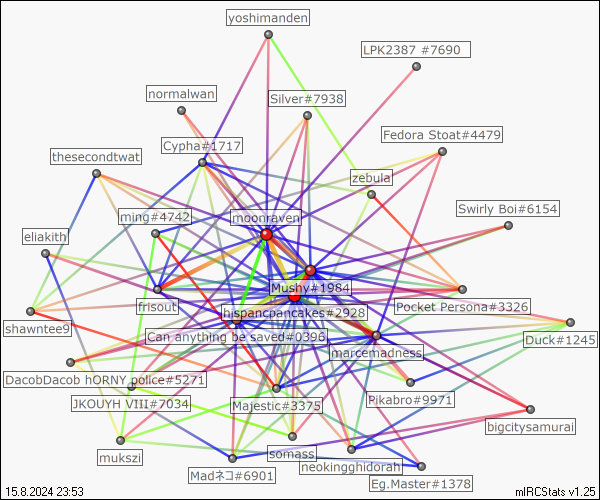 yoshimanden
LPK2387 #7690
normalwan
Silver#7938
Fedora Stoat#4479
Cypha#1717
thesecondtwat
zebula
Swirly Boi#6154
ming#4742
moonraven
eliakith
Mushy#1984
frisout
Pocket Persona#3326
hispancpancakes#2928
shawntee9
Can anything be saved#0396
Duck#1245
marcemadness
DacobDacob hORNY police#5271
Pikabro#9971
JKOUYH VIII#7034
Majestic#3375
bigcitysamurai
mukszi
somass
neokingghidorah
Madネコ#6901
Eg.Master#1378
15.8.2024 23:53
mIRCStats v1.25